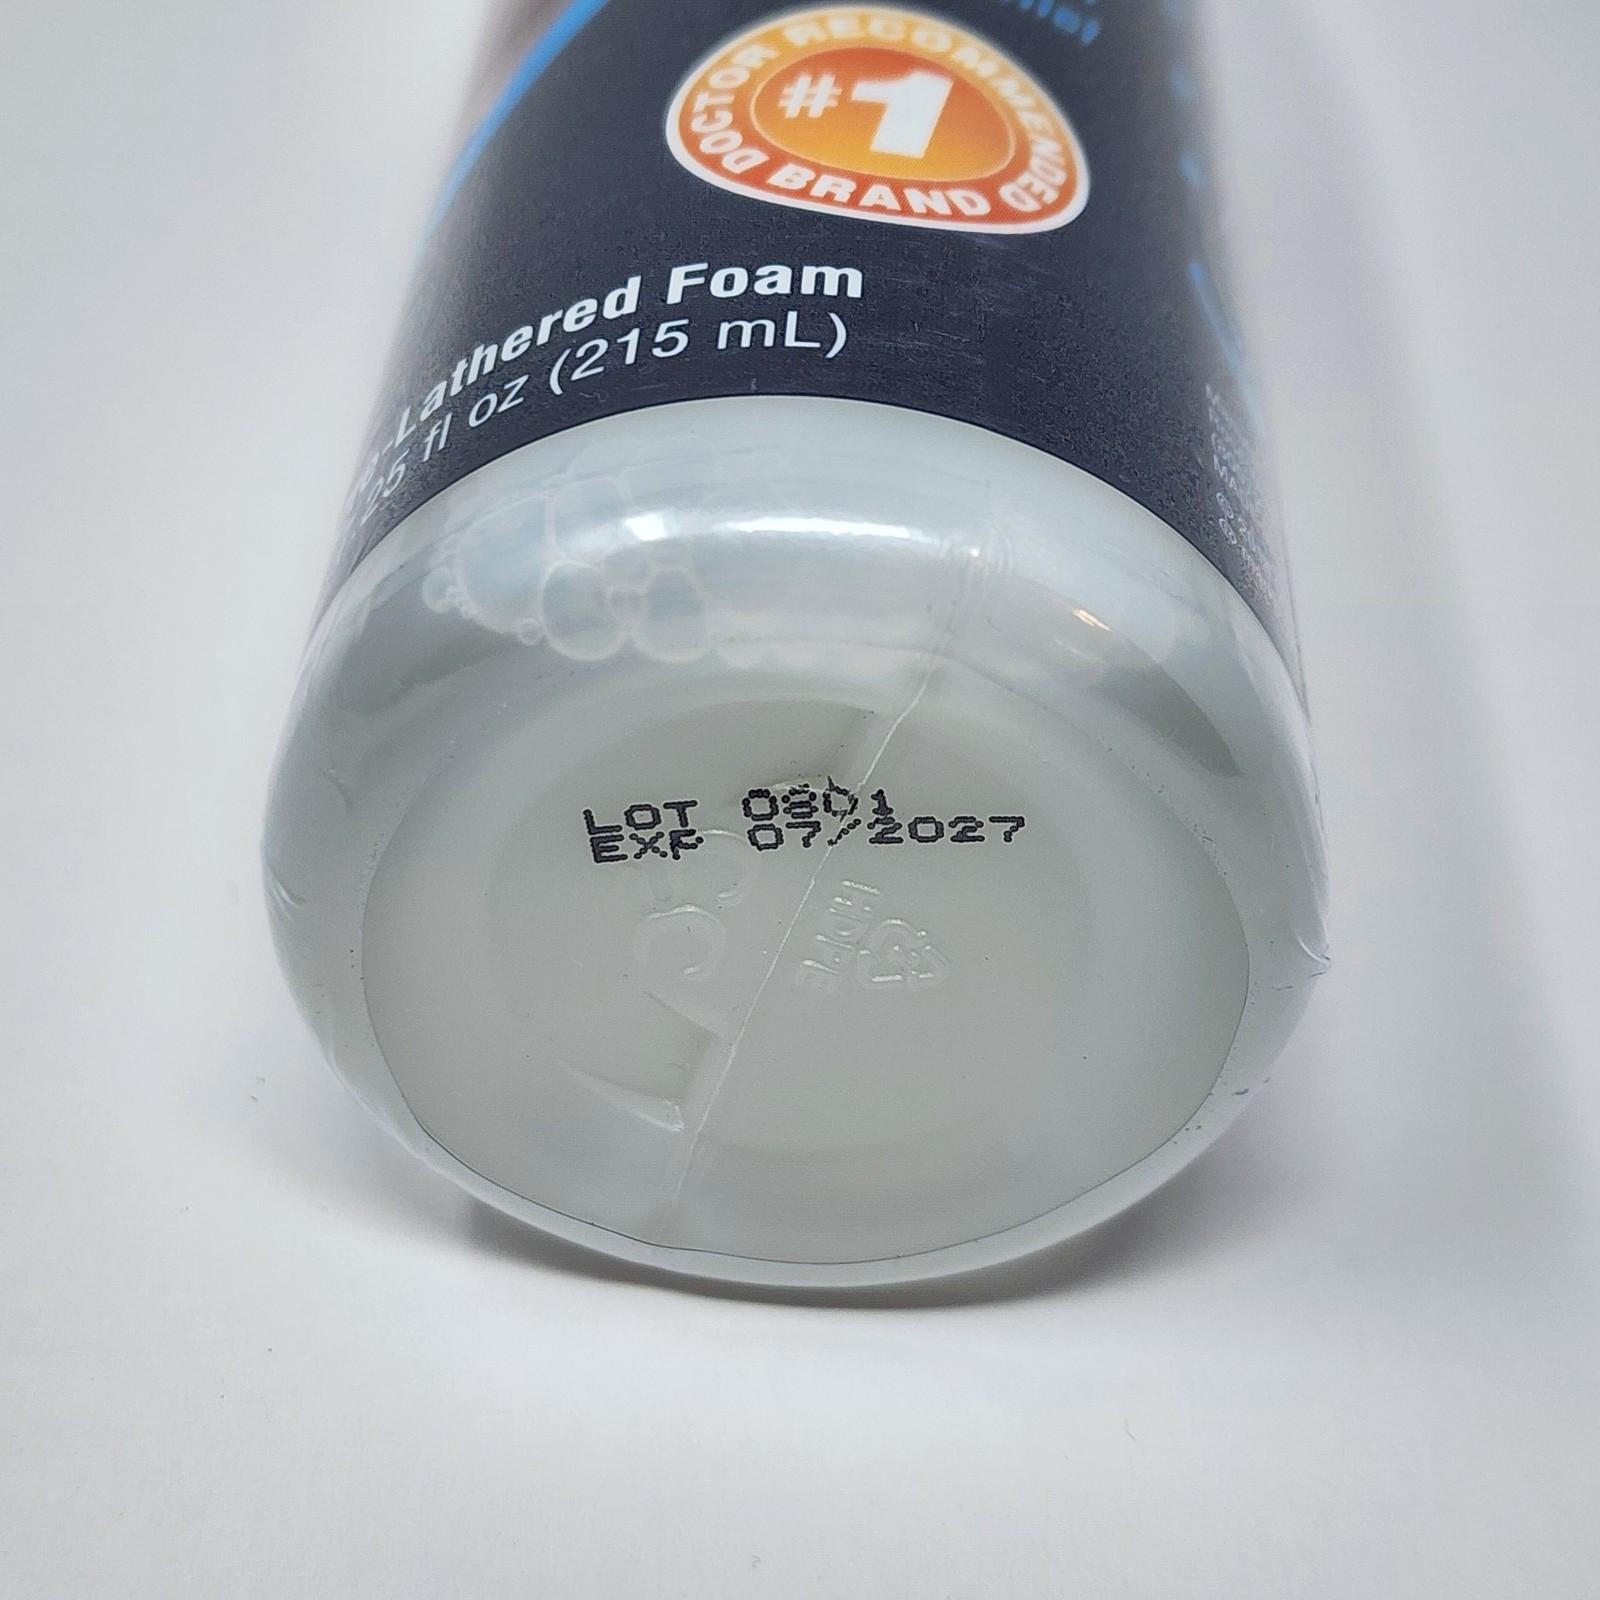 DOCTOR RECOMMENDED
#1
BRAND
-Lathered Foam
25 fl oz (215 mL)
LOT 0801
EXP 07/2027
HDPE